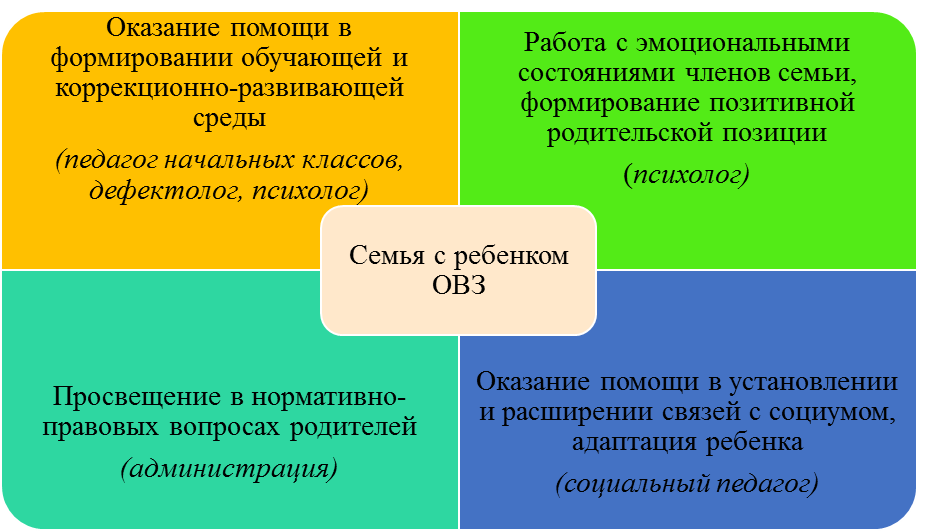 Оказание помощи в
формировании обучающей и
коррекционно-развивающей
среды
(педагог начальных классов,
дефектолог, психолог)
Работа с эмоциональными
состояниями членов семьи,
формирование позитивной
родительской позиции
(психолог)
Семья с ребенком
ОВЗ
Просвещение в нормативно-
правовых вопросах родителей
(администрация)
Оказание помощи в установлении
и расширении связей с социумом,
адаптация ребенка
(социальный педагог)